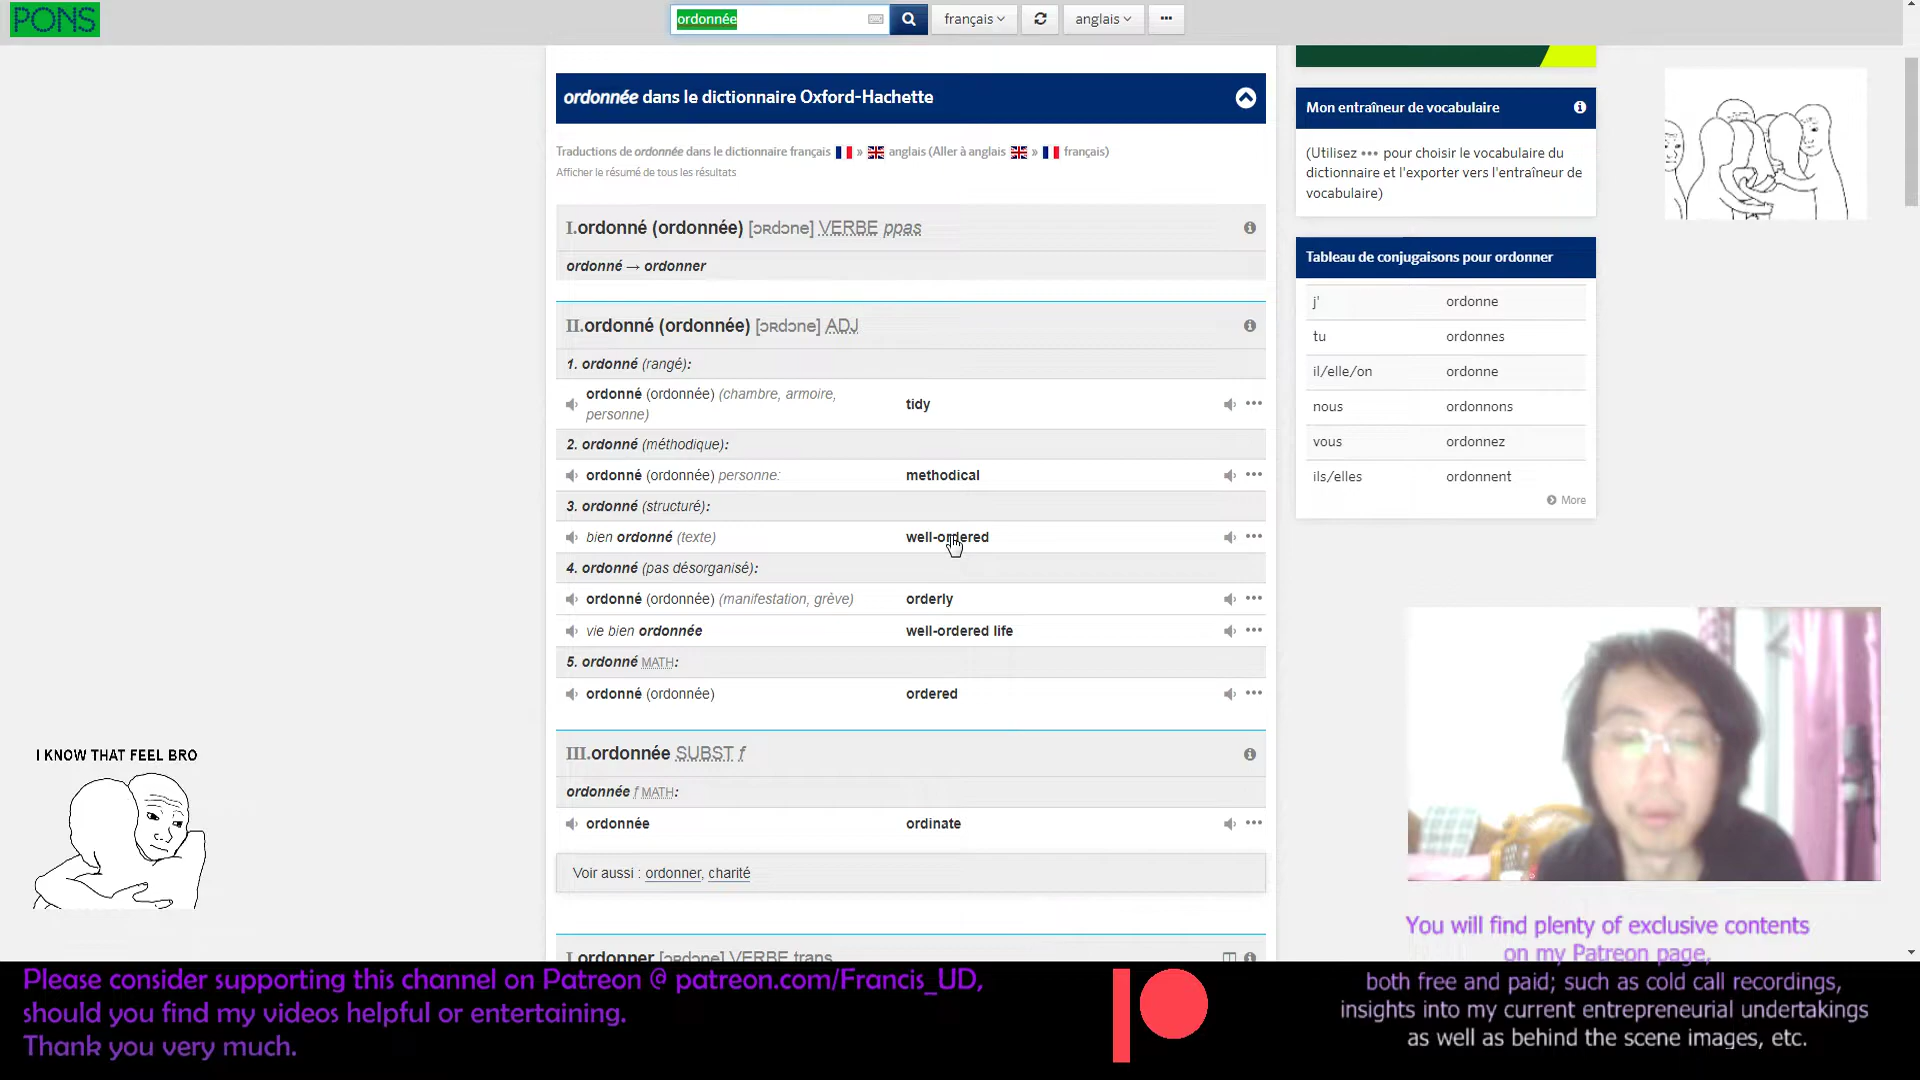 PONS
ordonnée
français
anglais
ordonnée dans le dictionnaire Oxford-Hachette
Traductions de ordonnée dans le dictionnaire français » anglais (Aller à anglais » français)
Afficher le résumé de tous les résultats
I.ordonné (ordonnée) [ɔʀdɔne] VERBE ppas
ordonné → ordonner
II.ordonné (ordonnée) [ɔʀdɔne] ADJ
1. ordonné (rangé):
ordonné (ordonnée) (chambre, armoire,
personne)
tidy
2. ordonné (méthodique):
ordonné (ordonnée) personne:
methodical
3. ordonné (structuré):
bien ordonné (texte)
well-ordered
4. ordonné (pas désorganisé):
ordonné (ordonnée) (manifestation, grève)
orderly
vie bien ordonnée
well-ordered life
5. ordonné MATH:
ordonné (ordonnée)
ordered
III.ordonnée SUBST f
ordonnée f MATH:
ordonnée
ordinate
Voir aussi : ordonner, charité
I.ordonner [ɔʀdɔne] VERBE trans
Mon entraîneur de vocabulaire
(Utilisez ••• pour choisir le vocabulaire du
dictionnaire et l'exporter vers l'entraîneur de
vocabulaire)
Tableau de conjugaisons pour ordonner
j' ordonne
tu ordonnes
il/elle/on ordonne
nous ordonnons
vous ordonnez
ils/elles ordonnent
More
I KNOW THAT FEEL BRO
You will find plenty of exclusive contents
on my Patreon page,
both free and paid; such as cold call recordings,
insights into my current entrepreneurial undertakings
as well as behind the scene images, etc.
Please consider supporting this channel on Patreon @ patreon.com/Francis_UD,
should you find my videos helpful or entertaining.
Thank you very much.